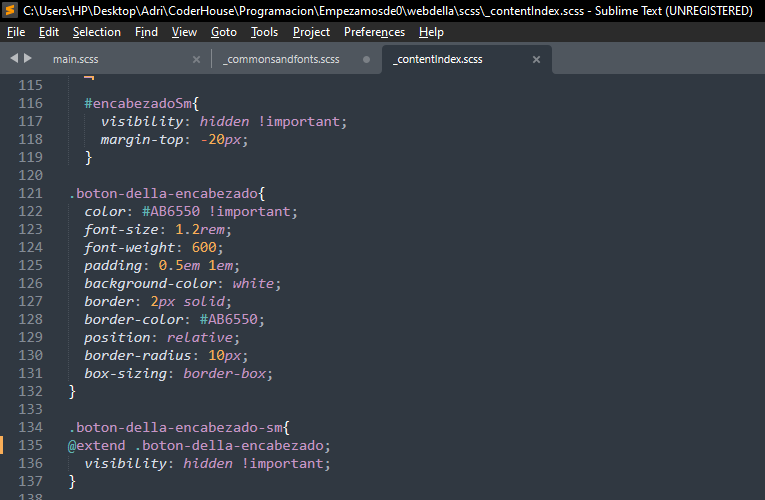 C:\Users\HP\Desktop\Adri\CoderHouse\Programacion\Empezamosde0\webdella\scss\_contentIndex.scss - Sublime Text (UNREGISTERED)
File Edit Selection Find View Goto Tools Project Preferences Help
main.scss _commonsandfonts.scss _contentIndex.scss
115
116 #encabezadoSm{
117 visibility: hidden !important;
118 margin-top: -20px;
119 }
120
121 .boton-della-encabezado{
122 color: #AB6550 !important;
123 font-size: 1.2rem;
124 font-weight: 600;
125 padding: 0.5em 1em;
126 background-color: white;
127 border: 2px solid;
128 border-color: #AB6550;
129 position: relative;
130 border-radius: 10px;
131 box-sizing: border-box;
132 }
133
134 .boton-della-encabezado-sm{
135 @extend .boton-della-encabezado;
136 visibility: hidden !important;
137 }
138